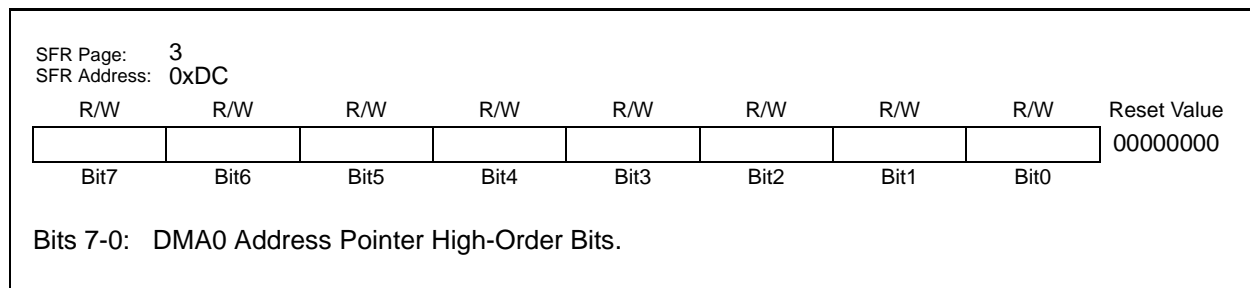 SFR Page: 3
SFR Address: 0xDC
R/W R/W R/W R/W R/W R/W R/W R/W Reset Value
00000000
Bit7 Bit6 Bit5 Bit4 Bit3 Bit2 Bit1 Bit0
Bits 7-0: DMA0 Address Pointer High-Order Bits.